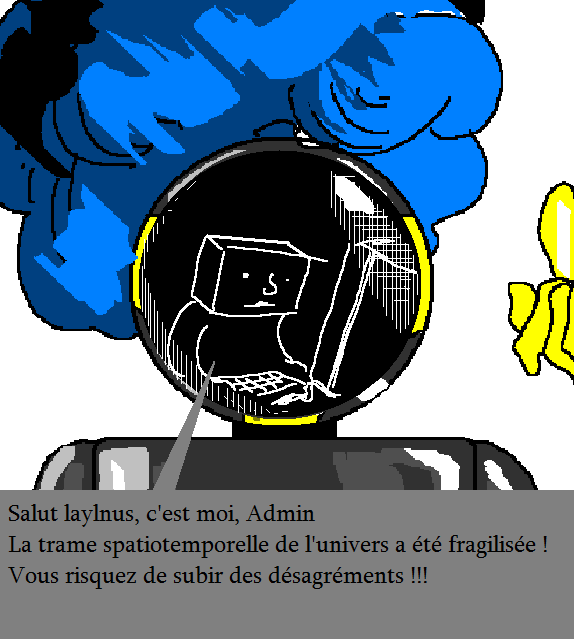 Salut laylnus, c'est moi, Admin
La trame spatiotemporelle de l'univers a été fragilisée !
Vous risquez de subir des désagréments !!!